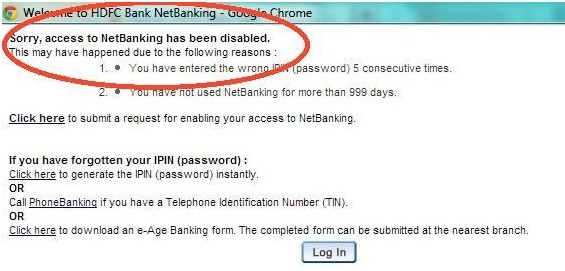 Welcome to HDFC Bank NetBanking - Google Chrome
Sorry, access to NetBanking has been disabled.
This may have happened due to the following reasons :
1. • You have entered the wrong IPIN (password) 5 consecutive times.
2. • You have not used NetBanking for more than 999 days.
Click here to submit a request for enabling your access to NetBanking.
If you have forgotten your IPIN (password) :
Click here to generate the IPIN (password) instantly.
OR
Call PhoneBanking if you have a Telephone Identification Number (TIN).
OR
Click here to download an e-Age Banking form. The completed form can be submitted at the nearest branch.
Log In